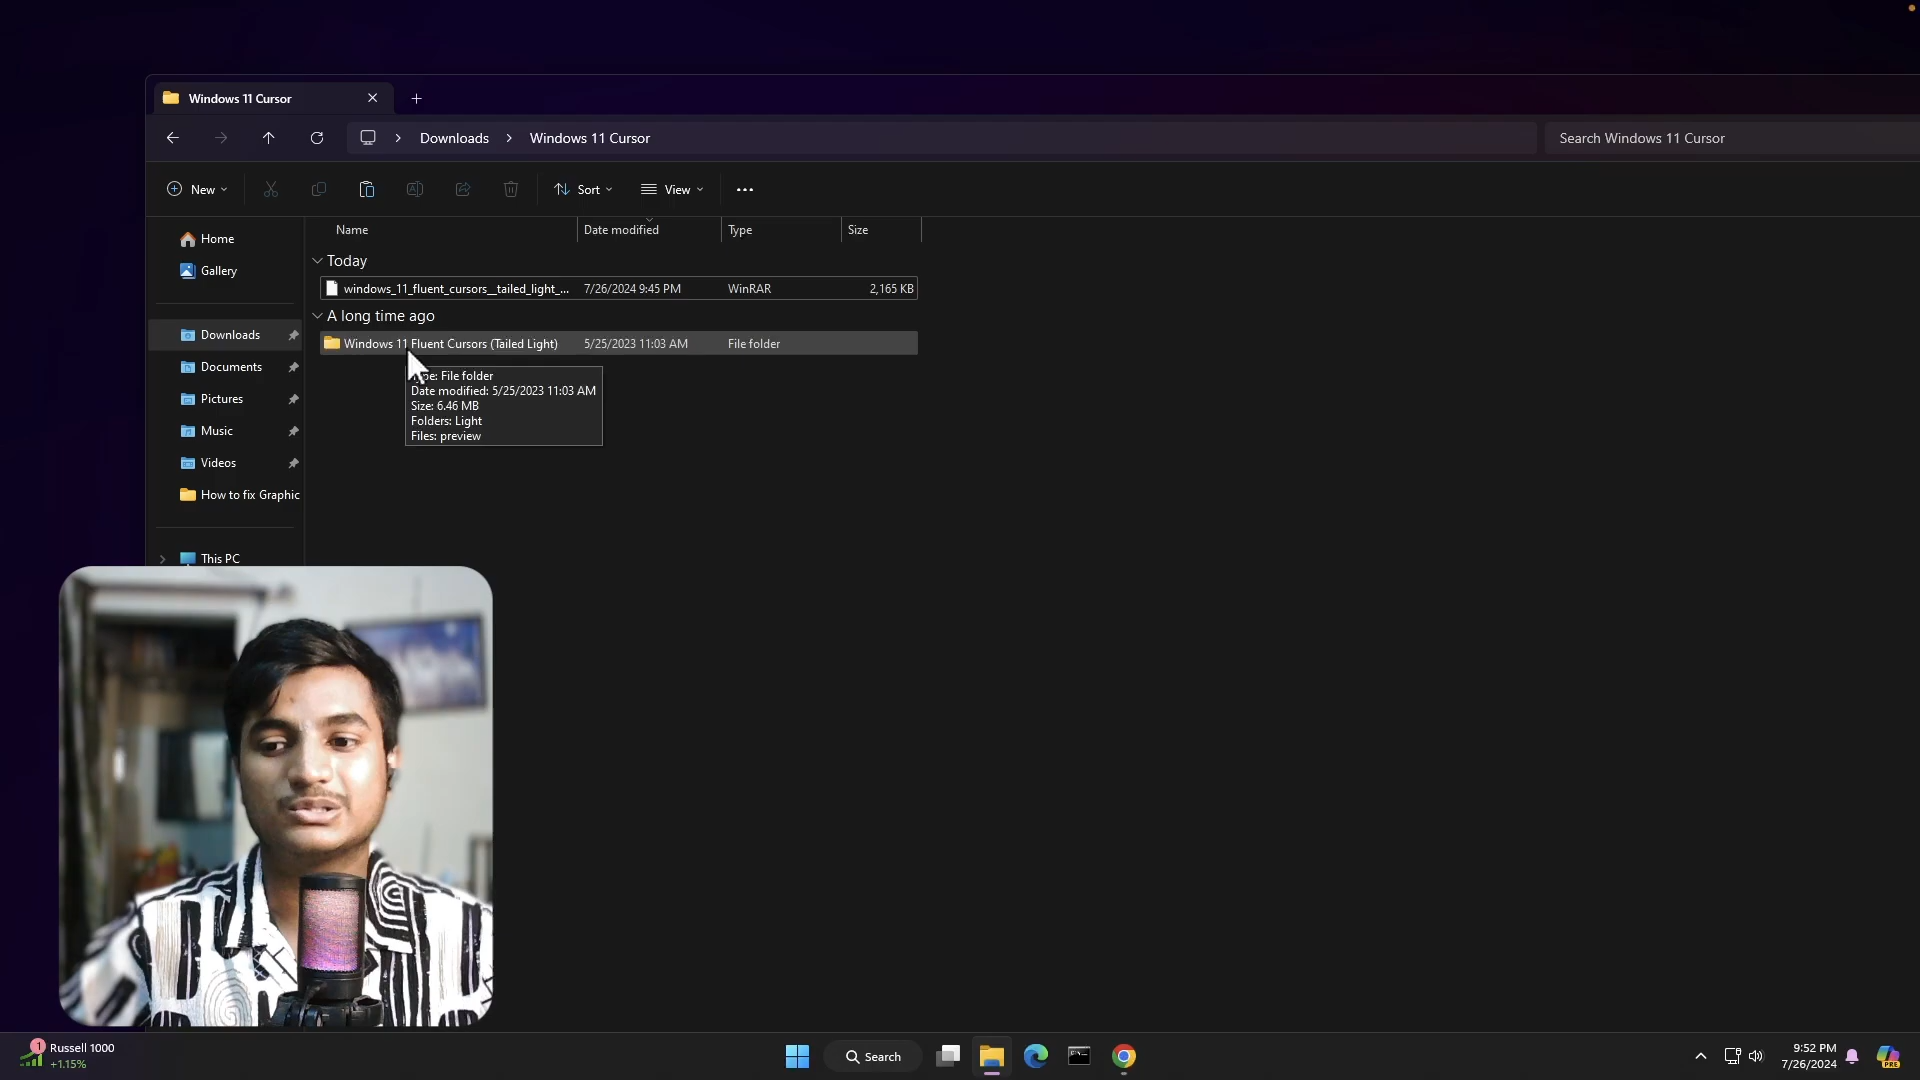 Windows 11 Cursor
Downloads
Windows 11 Cursor
Search Windows 11 Cursor
New
Sort
View
Name
Date modified
Type
Size
Home
Gallery
Downloads
Documents
Pictures
Music
Videos
How to fix Graphic
This PC
Today
windows_11_fluent_cursors__tailed_light_...
7/26/2024 9:45 PM
WinRAR
2,165 KB
A long time ago
Windows 11 Fluent Cursors (Tailed Light)
5/25/2023 11:03 AM
File folder
pe: File folder
Date modified: 5/25/2023 11:03 AM
Size: 6.46 MB
Folders: Light
Files: preview
1
Russell 1000
+1.15%
Search
9:52 PM
7/26/2024
PRE